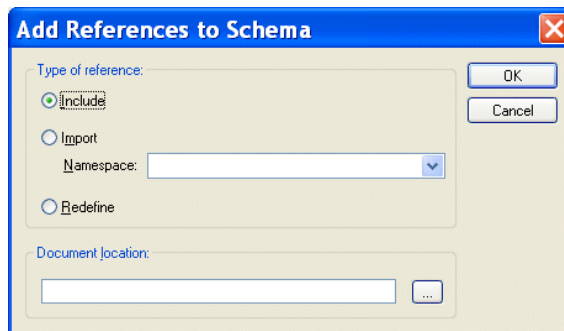 Add References to Schema
Type of reference:
OK
Include
Cancel
Import
Namespace:
Redefine
Document location:
...